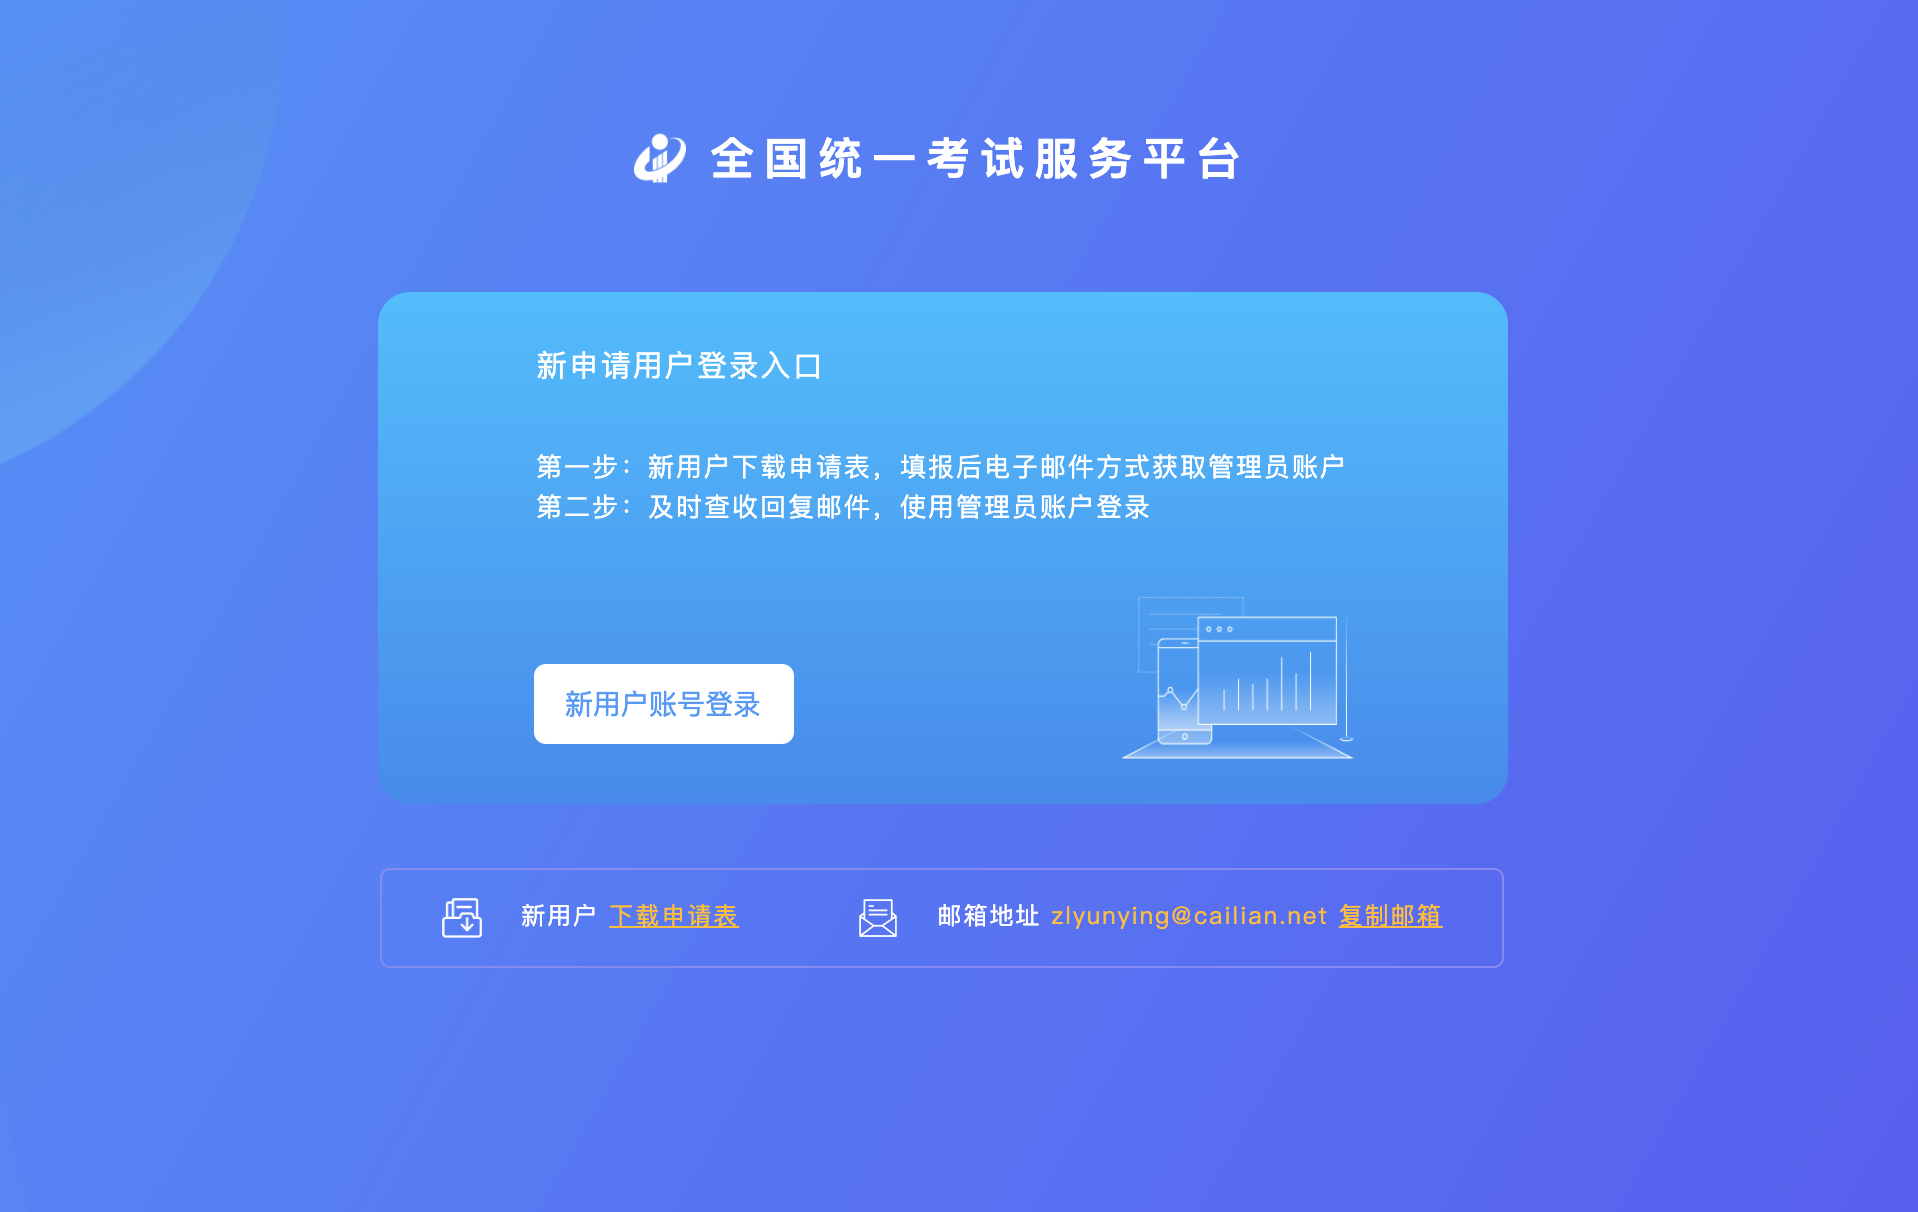 全国统一考试服务平台
新申请用户登录入口
第一步：新用户下载申请表，填报后电子邮件方式获取管理员账户
第二步：及时查收回复邮件，使用管理员账户登录
新用户账号登录
新用户 下载申请表
邮箱地址 zlyunying@cailian.net 复制邮箱